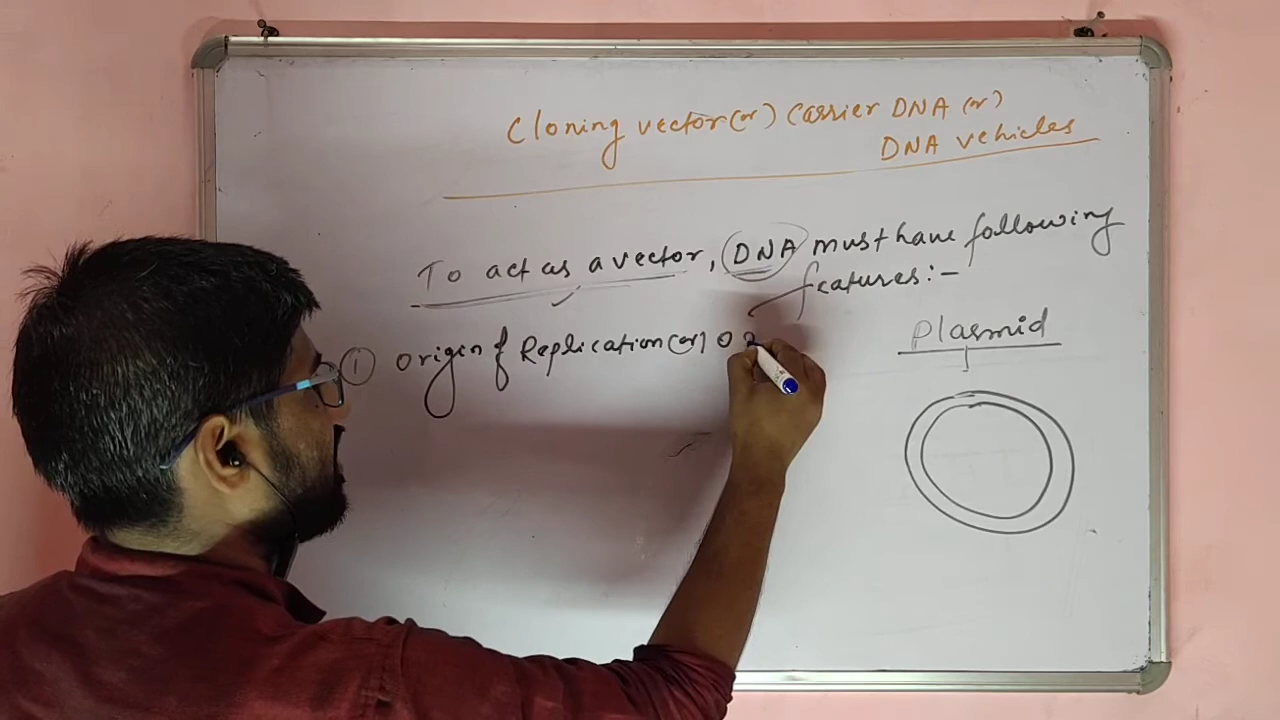 Cloning vector (or) Carrier DNA (or)
DNA vehicles
To act as a vector, DNA must have following
features:-
① Origin of Replication (or) O
Plasmid